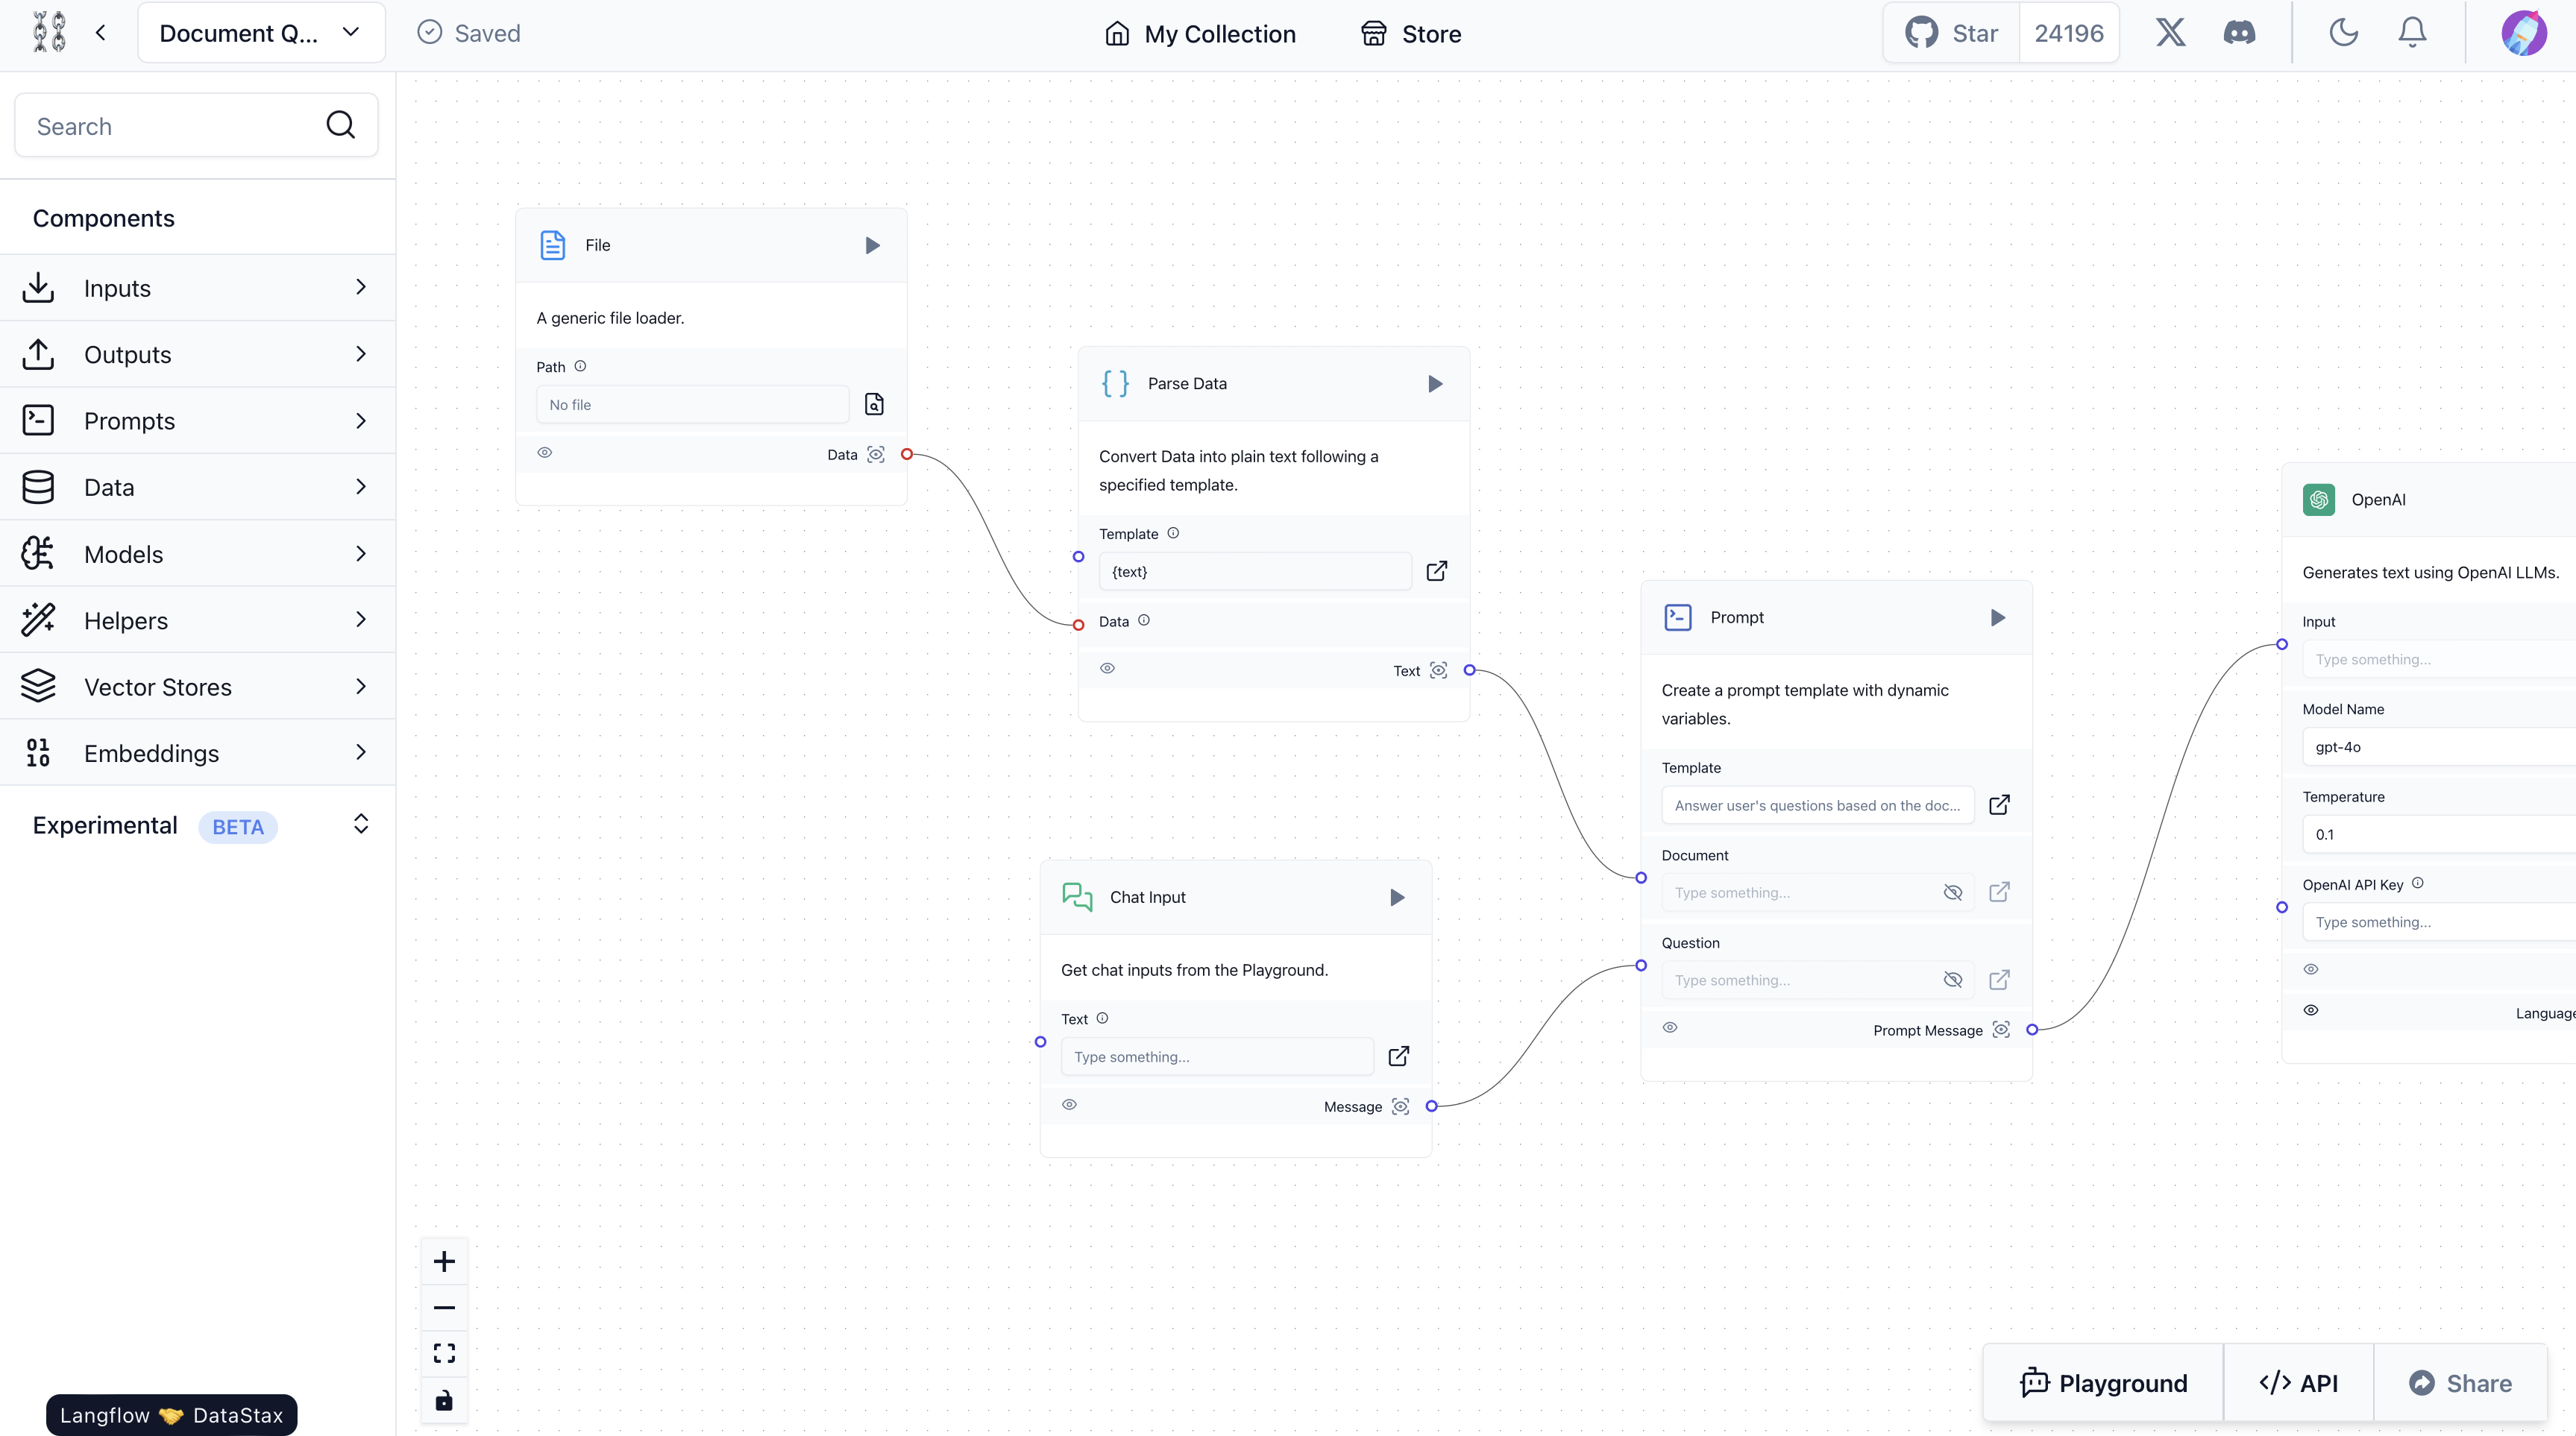 Document Q...
Saved
My Collection
Store
Star
24196
Search
Components
Inputs
Outputs
Prompts
Data
Models
Helpers
Vector Stores
Embeddings
Experimental
BETA
File
A generic file loader.
Path
No file
Data
Parse Data
Convert Data into plain text following a
specified template.
Template
{text}
Data
Text
Chat Input
Get chat inputs from the Playground.
Text
Type something...
Message
Prompt
Create a prompt template with dynamic
variables.
Template
Answer user's questions based on the doc...
Document
Type something...
Question
Type something...
Prompt Message
OpenAI
Generates text using OpenAI LLMs.
Input
Type something...
Model Name
gpt-4o
Temperature
0.1
OpenAI API Key
Type something...
Language
Langflow 🤝 DataStax
Playground
API
Share